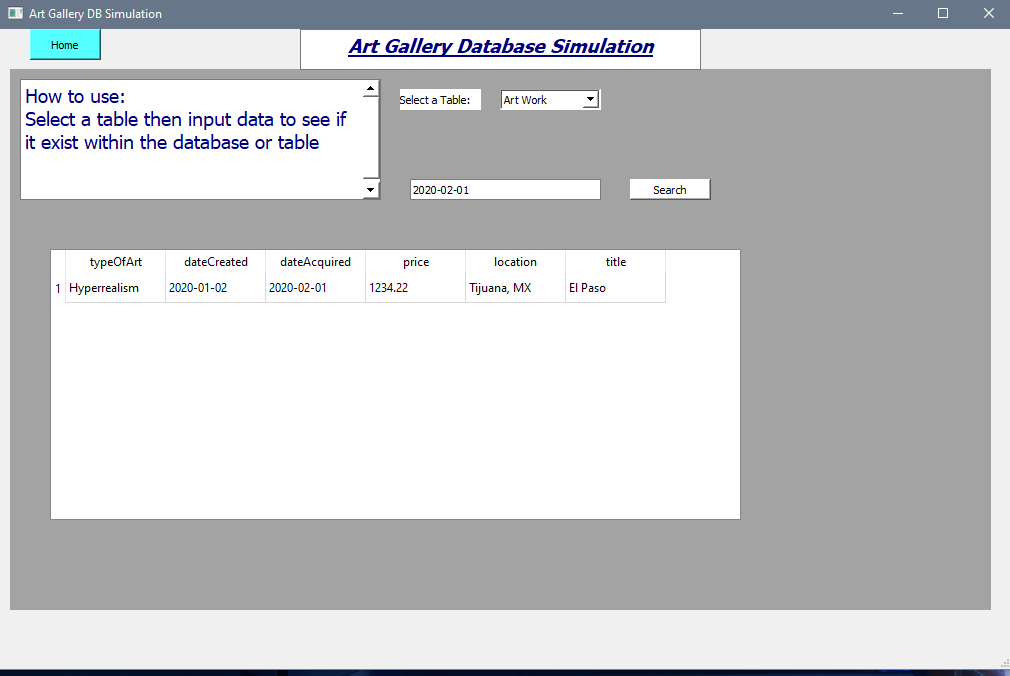 Art Gallery DB Simulation
Home
Art Gallery Database Simulation
How to use:
Select a table then input data to see if
it exist within the database or table
Select a Table:
Art Work
2020-02-01
Search
typeOfArt dateCreated dateAcquired price location title
1 Hyperrealism 2020-01-02 2020-02-01 1234.22 Tijuana, MX El Paso